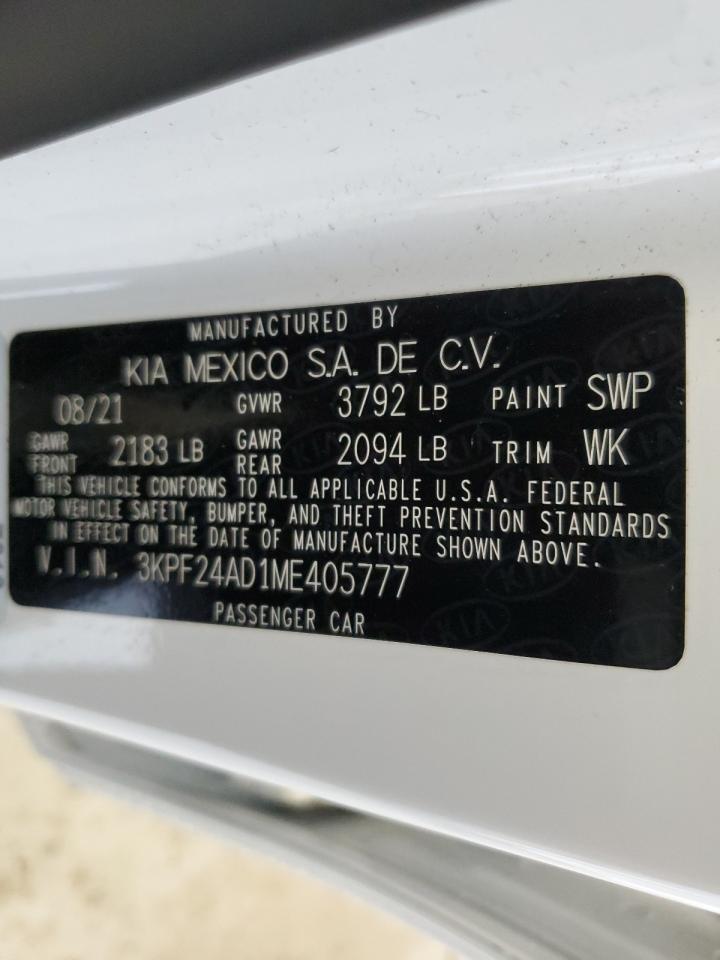 MANUFACTURED BY
KIA MEXICO S.A. DE C.V.
08/21 GVWR 3792 LB PAINT SWP
GAWR FRONT 2183 LB GAWR REAR 2094 LB TRIM WK
THIS VEHICLE CONFORMS TO ALL APPLICABLE U.S.A. FEDERAL
MOTOR VEHICLE SAFETY, BUMPER, AND THEFT PREVENTION STANDARDS
IN EFFECT ON THE DATE OF MANUFACTURE SHOWN ABOVE.
V.I.N. 3KPF24AD1ME405777
PASSENGER CAR